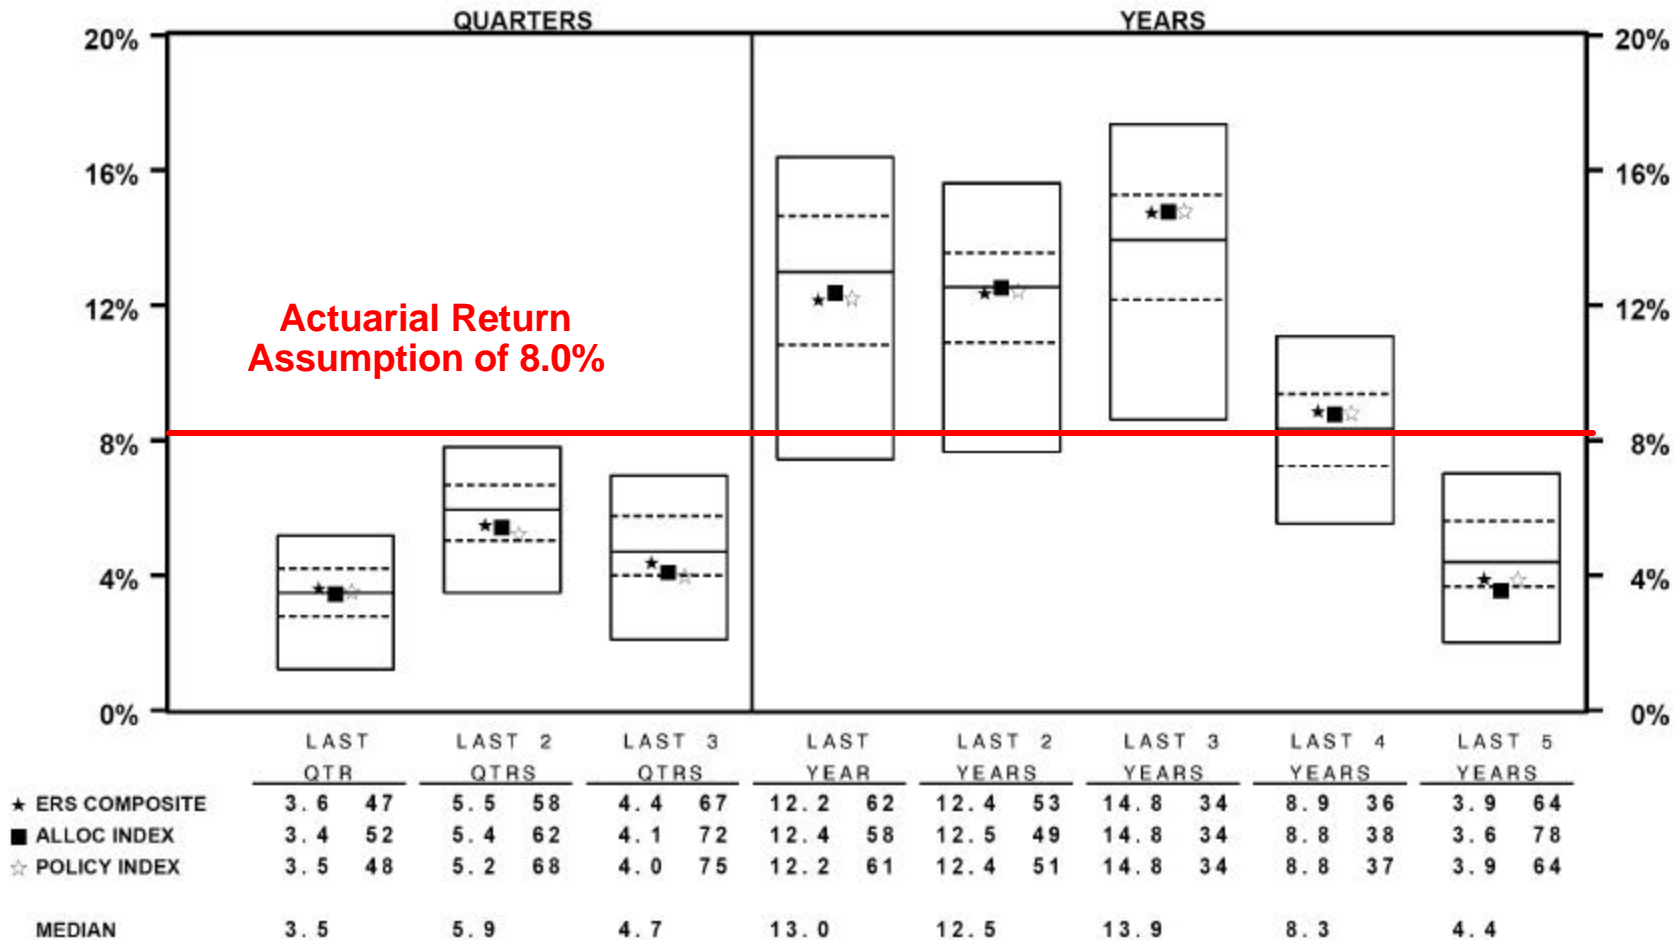 QUARTERS YEARS
20% 20%
16% 16%
12% 12%
Actuarial Return
Assumption of 8.0%
8% 8%
4% 4%
0% 0%
LAST LAST 2 LAST 3 LAST LAST 2 LAST 3 LAST 4 LAST 5
QTR QTRS QTRS YEAR YEARS YEARS YEARS YEARS
★ ERS COMPOSITE 3.6 47 5.5 58 4.4 67 12.2 62 12.4 53 14.8 34 8.9 36 3.9 64
■ ALLOC INDEX 3.4 52 5.4 62 4.1 72 12.4 58 12.5 49 14.8 34 8.8 38 3.6 78
☆ POLICY INDEX 3.5 48 5.2 68 4.0 75 12.2 61 12.4 51 14.8 34 8.8 37 3.9 64
MEDIAN 3.5 5.9 4.7 13.0 12.5 13.9 8.3 4.4